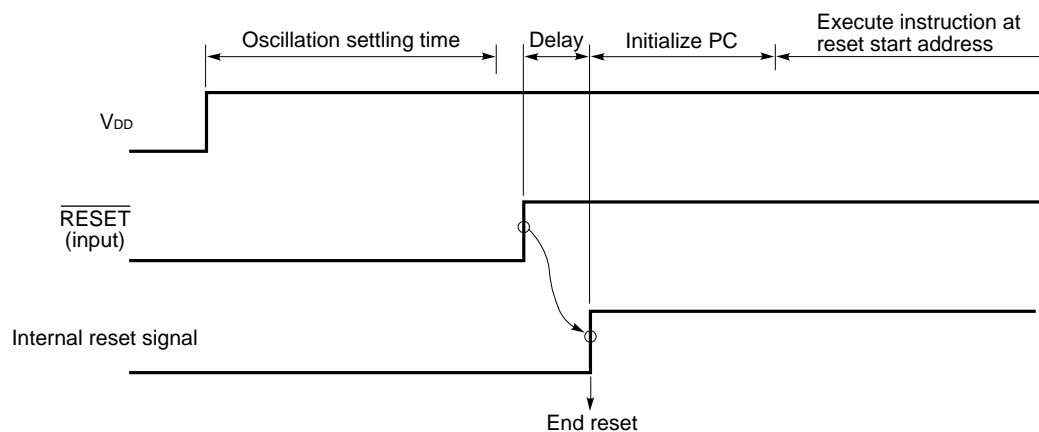 Oscillation settling time
Delay
Initialize PC
Execute instruction at
reset start address
VDD
RESET
(input)
Internal reset signal
End reset